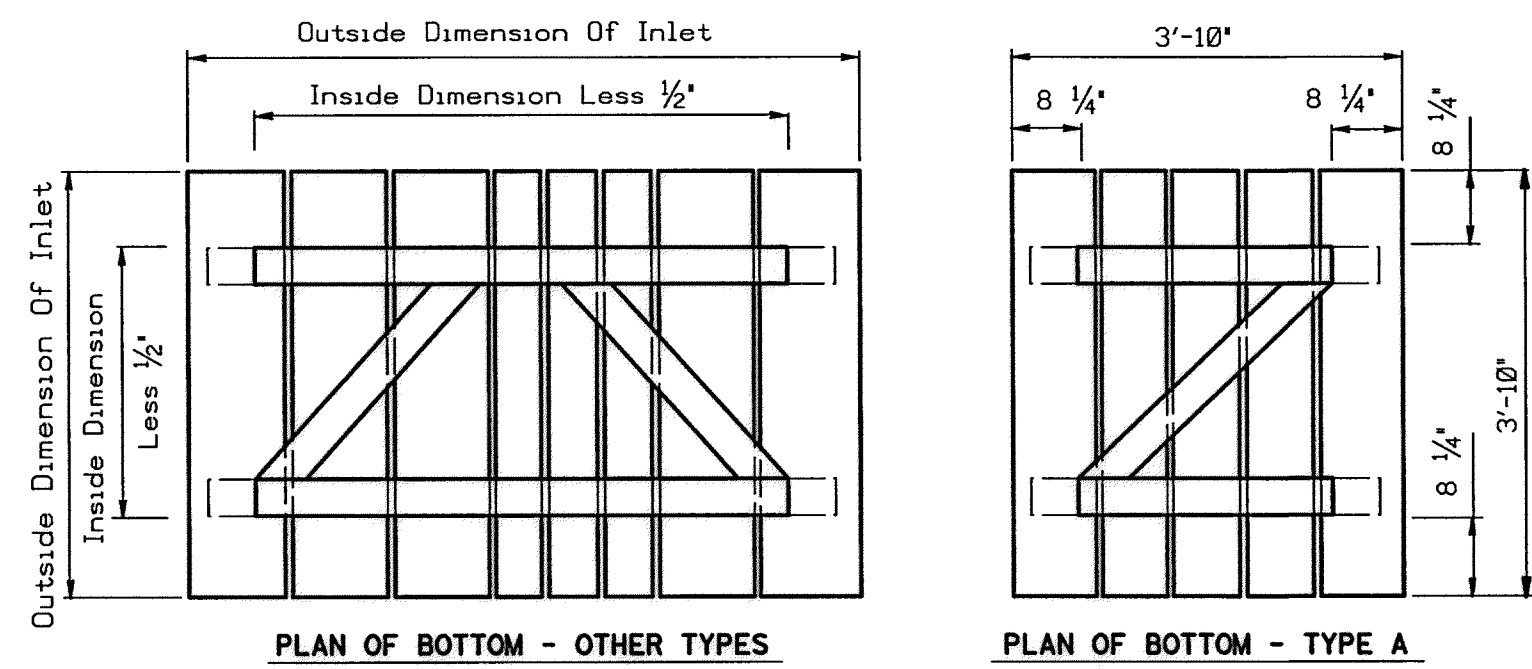 Outside Dimension Of Inlet
Inside Dimension Less ½"
Outside Dimension Of Inlet
Inside Dimension
Less ½"
PLAN OF BOTTOM - OTHER TYPES
3'-10"
8 ¼"
8 ¼"
8 ¼"
3'-10"
8 ¼"
PLAN OF BOTTOM - TYPE A